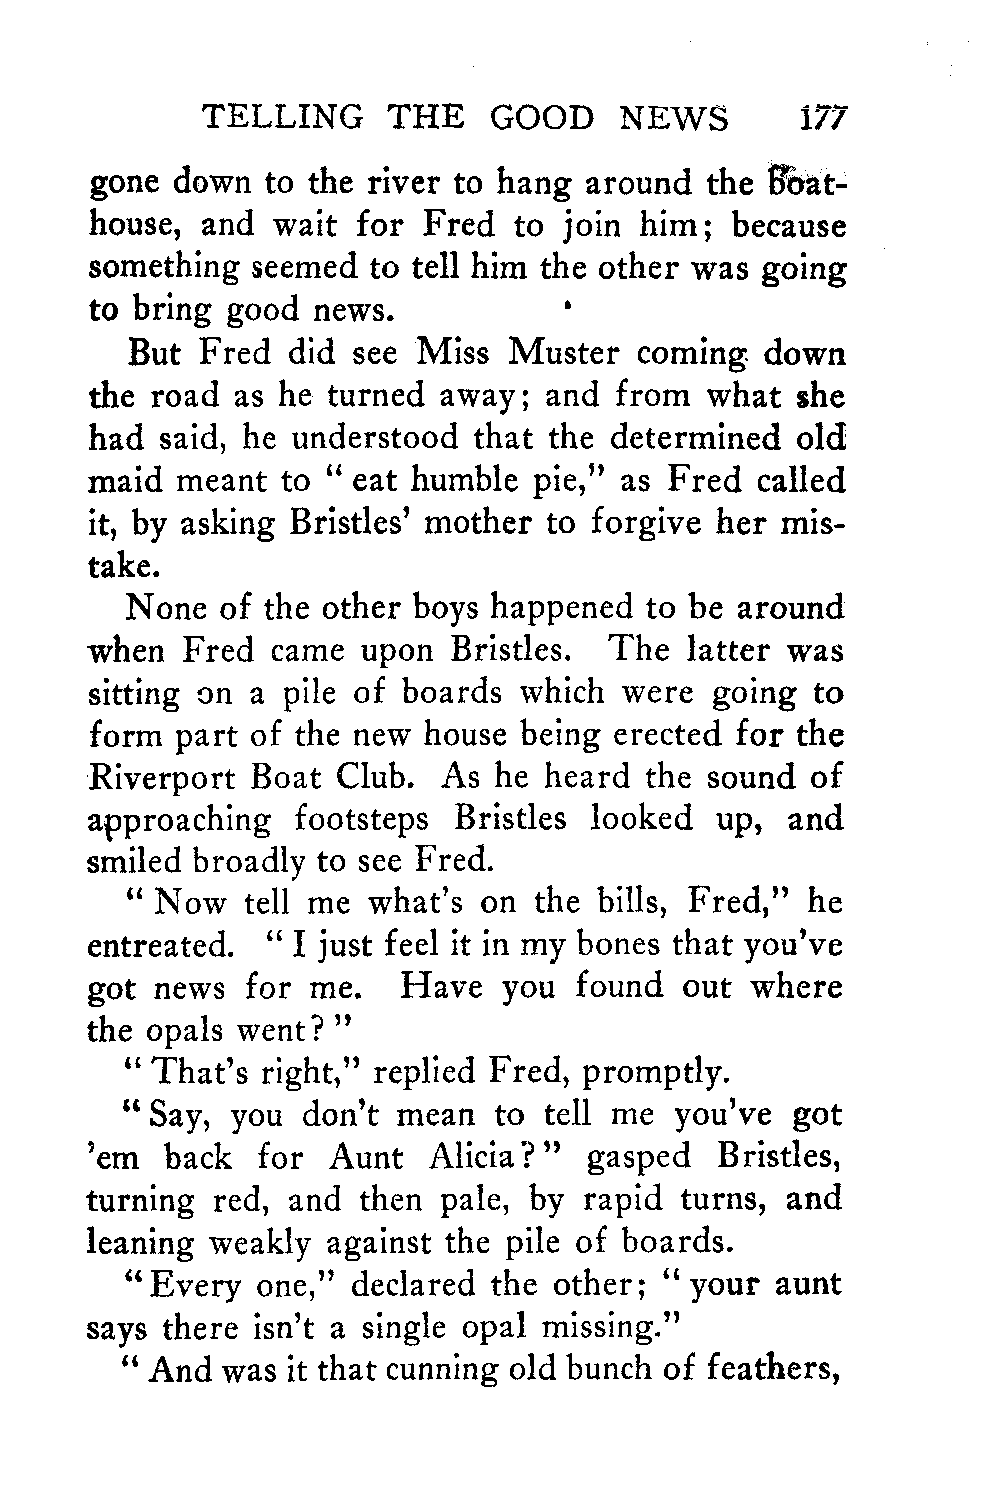 TELLING THE GOOD NEWS 177
gone down to the river to hang around the Boat-
house, and wait for Fred to join him; because
something seemed to tell him the other was going
to bring good news.
But Fred did see Miss Muster coming down
the road as he turned away; and from what she
had said, he understood that the determined old
maid meant to " eat humble pie," as Fred called
it, by asking Bristles' mother to forgive her mis-
take.
None of the other boys happened to be around
when Fred came upon Bristles. The latter was
sitting on a pile of boards which were going to
form part of the new house being erected for the
Riverport Boat Club. As he heard the sound of
approaching footsteps Bristles looked up, and
smiled broadly to see Fred.
" Now tell me what's on the bills, Fred," he
entreated. " I just feel it in my bones that you've
got news for me. Have you found out where
the opals went? "
" That's right," replied Fred, promptly.
" Say, you don't mean to tell me you've got
'em back for Aunt Alicia? " gasped Bristles,
turning red, and then pale, by rapid turns, and
leaning weakly against the pile of boards.
" Every one," declared the other; " your aunt
says there isn't a single opal missing."
" And was it that cunning old bunch of feathers,